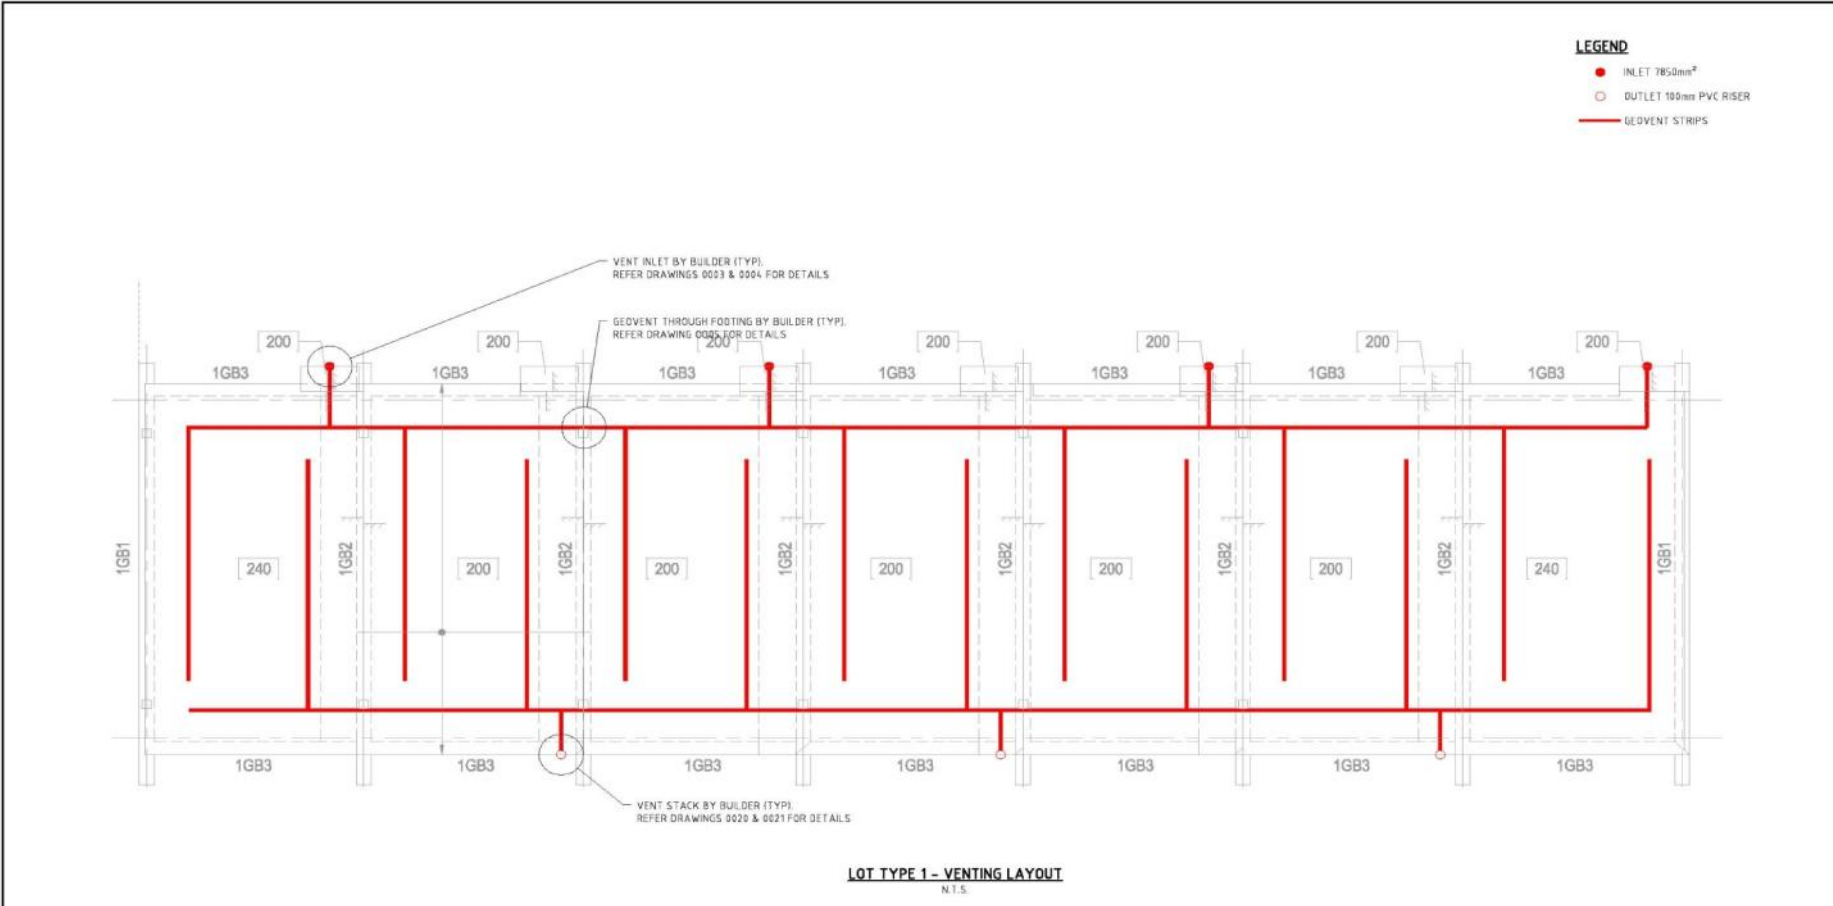 LEGEND
INLET 7850mm²
OUTLET 100mm PVC RISER
GEOVENT STRIPS
VENT INLET BY BUILDER (TYP).
REFER DRAWINGS 0003 & 0004 FOR DETAILS
GEOVENT THROUGH FOOTING BY BUILDER (TYP).
REFER DRAWING 0005 FOR DETAILS
200 200 200 200 200 200 200
1GB3 1GB3 1GB3 1GB3 1GB3 1GB3 1GB3
1GB1 1GB2 1GB2 1GB2 1GB2 1GB2 1GB2 1GB1
240 200 200 200 200 200 240
1GB3 1GB3 1GB3 1GB3 1GB3 1GB3 1GB3
VENT STACK BY BUILDER (TYP).
REFER DRAWINGS 0020 & 0021 FOR DETAILS
LOT TYPE 1 - VENTING LAYOUT
N.T.S.